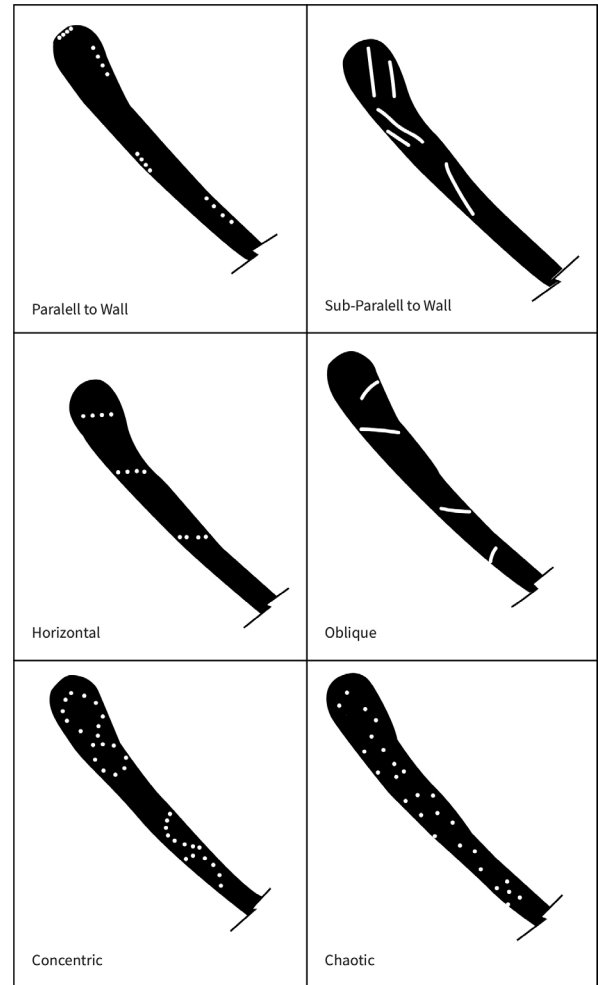 Paralell to Wall
Sub-Paralell to Wall
Horizontal
Oblique
Concentric
Chaotic